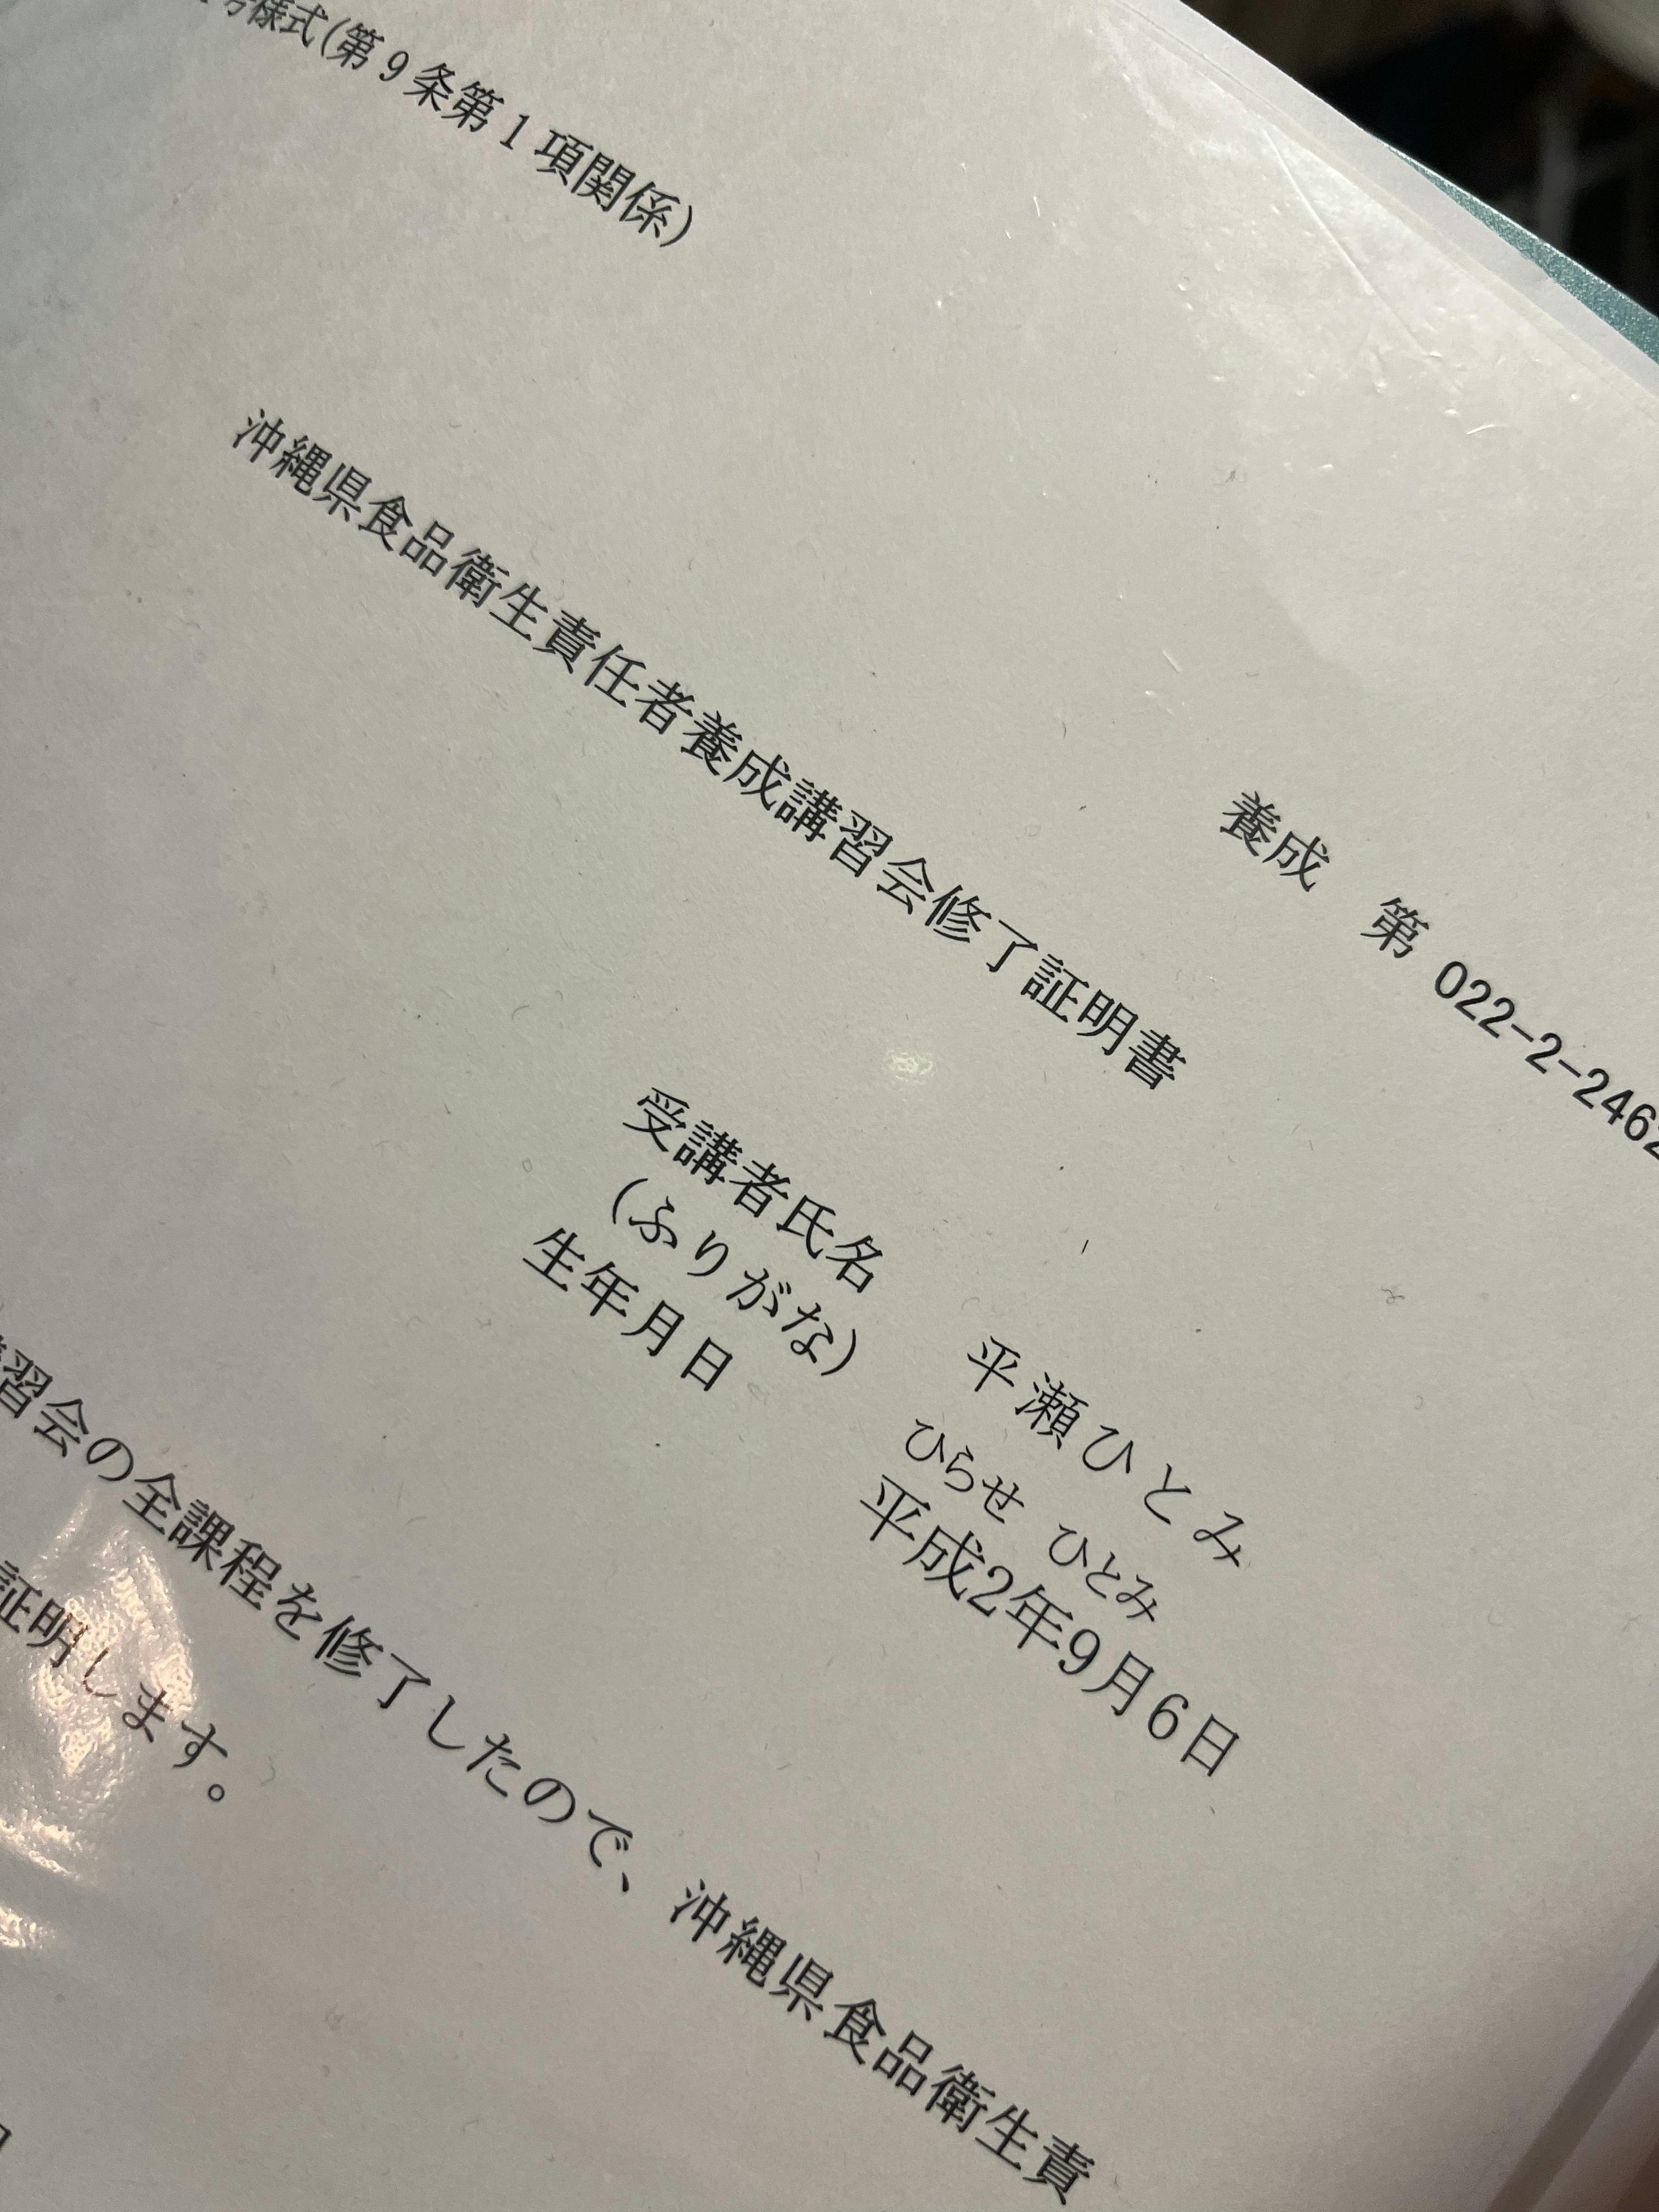 様式(第9条第1項関係)
養成 第 022-2-2462
沖縄県食品衛生責任者養成講習会修了証明書
受講者氏名 平瀬ひとみ
(ふりがな) ひらせ ひとみ
生年月日 平成2年9月6日
習会の全課程を修了したので、沖縄県食品衛生責
証明します。